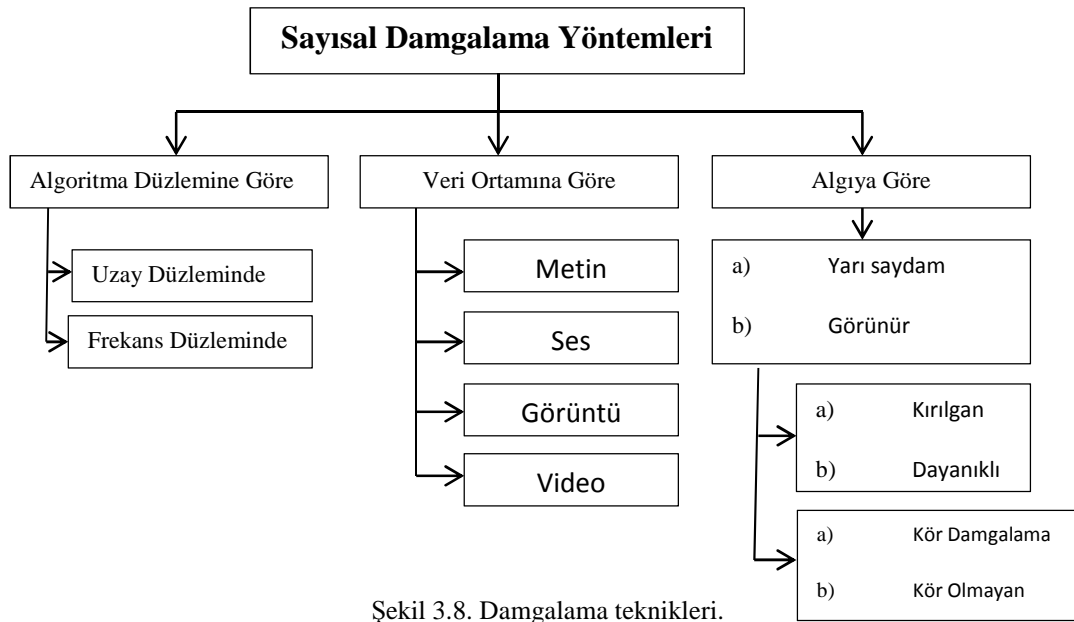 Sayısal Damgalama Yöntemleri
Algoritma Düzlemine Göre
Uzay Düzleminde
Frekans Düzleminde
Veri Ortamına Göre
Metin
Ses
Görüntü
Video
Algıya Göre
a) Yarı saydam
b) Görünür
a) Kırılgan
b) Dayanıklı
a) Kör Damgalama
b) Kör Olmayan
Şekil 3.8. Damgalama teknikleri.